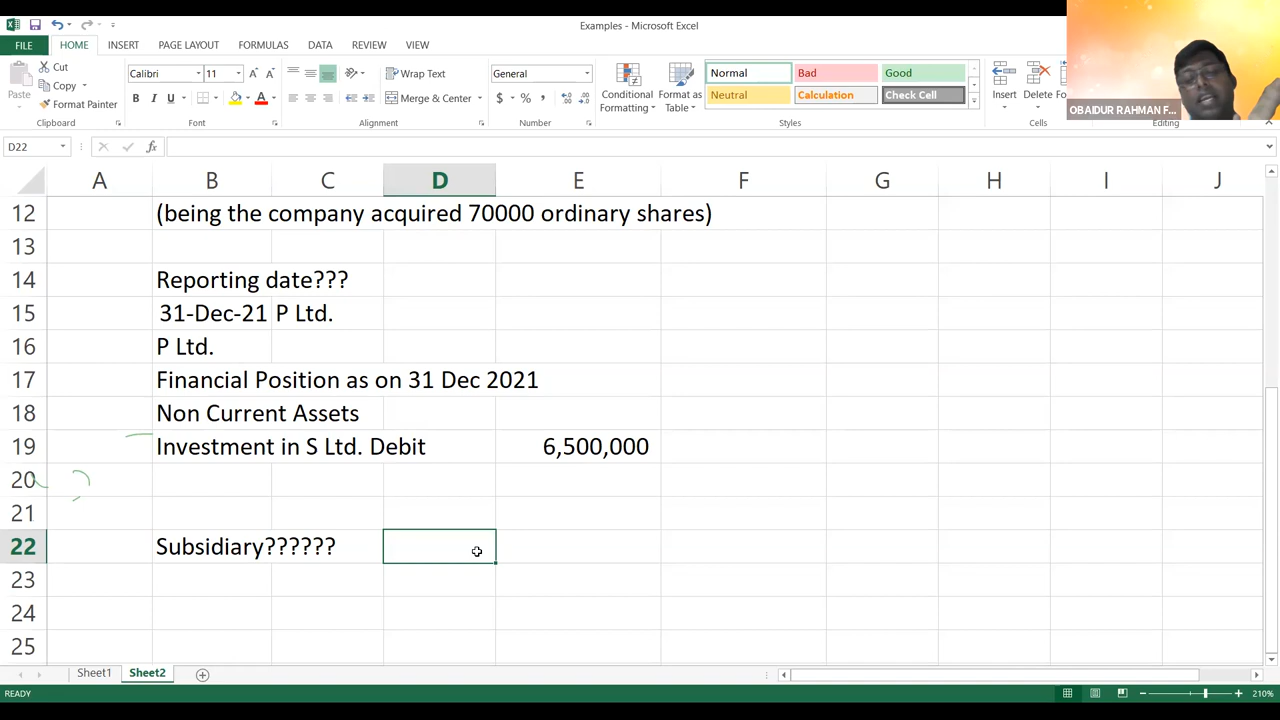 Examples - Microsoft Excel
FILE HOME INSERT PAGE LAYOUT FORMULAS DATA REVIEW VIEW
Cut
Copy
Format Painter
Paste
Calibri 11
B I U
Wrap Text
Merge & Center
General
$ % ,
Conditional Formatting
Format as Table
Normal Bad Good
Neutral Calculation Check Cell
Insert Delete
OBAIDUR RAHMAN F...
Clipboard Font Alignment Number Styles Cells Editing
D22 fx
A B C D E F G H I J
12 (being the company acquired 70000 ordinary shares)
13
14 Reporting date???
15 31-Dec-21 P Ltd.
16 P Ltd.
17 Financial Position as on 31 Dec 2021
18 Non Current Assets
19 Investment in S Ltd. Debit 6,500,000
20
21
22 Subsidiary??????
23
24
25
Sheet1 Sheet2
READY 210%